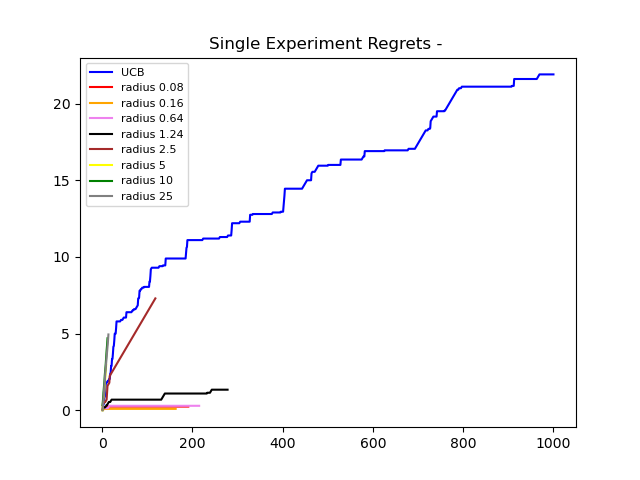 Single Experiment Regrets -
UCB
radius 0.08
radius 0.16
radius 0.64
radius 1.24
radius 2.5
radius 5
radius 10
radius 25
20
15
10
5
0
0 200 400 600 800 1000